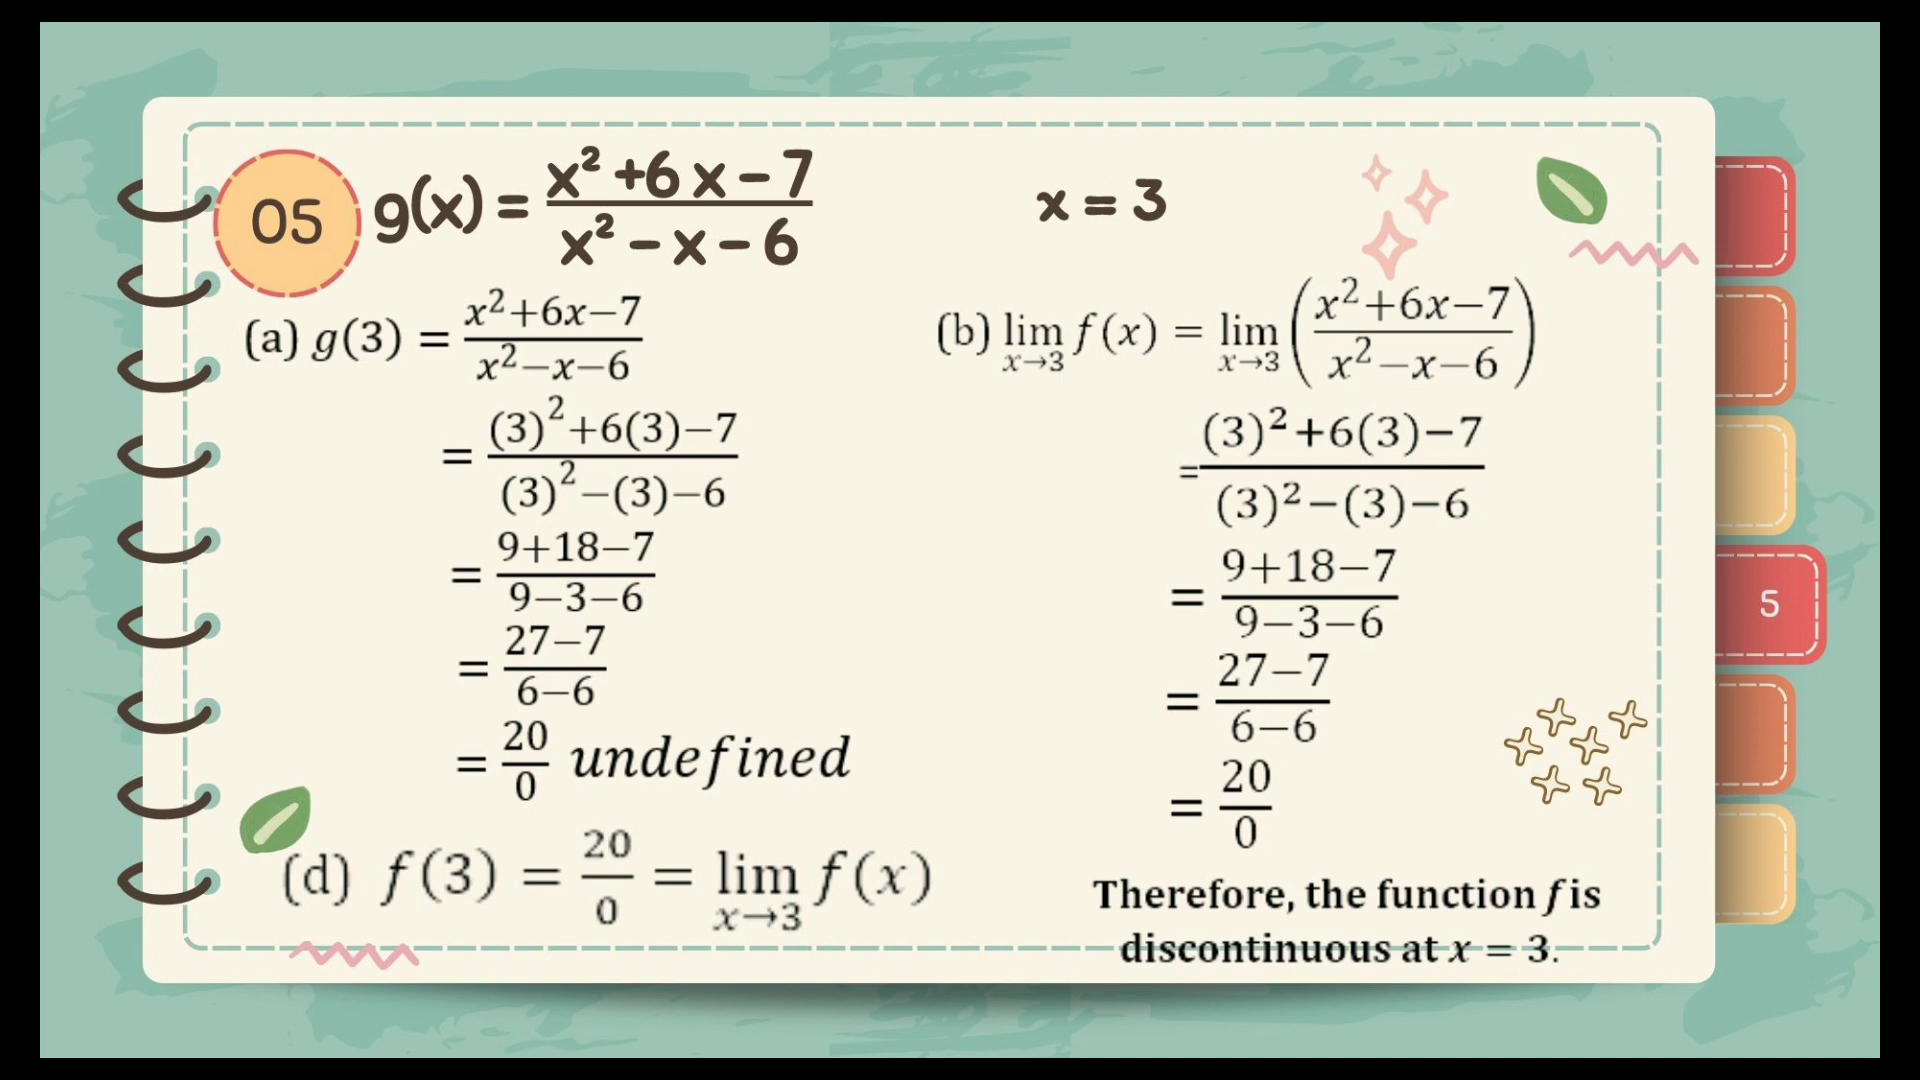 05 g(x) = (x² + 6x - 7)/(x² - x - 6)    x = 3
(a) g(3) = (x²+6x−7)/(x²−x−6)
= ((3)²+6(3)−7)/((3)²−(3)−6)
= (9+18−7)/(9−3−6)
= (27−7)/(6−6)
= 20/0 undefined
(d) f(3) = 20/0 = lim x→3 f(x)
(b) lim x→3 f(x) = lim x→3 ((x²+6x−7)/(x²−x−6))
= ((3)²+6(3)−7)/((3)²−(3)−6)
= (9+18−7)/(9−3−6)
= (27−7)/(6−6)
= 20/0
Therefore, the function f is
discontinuous at x = 3.
5